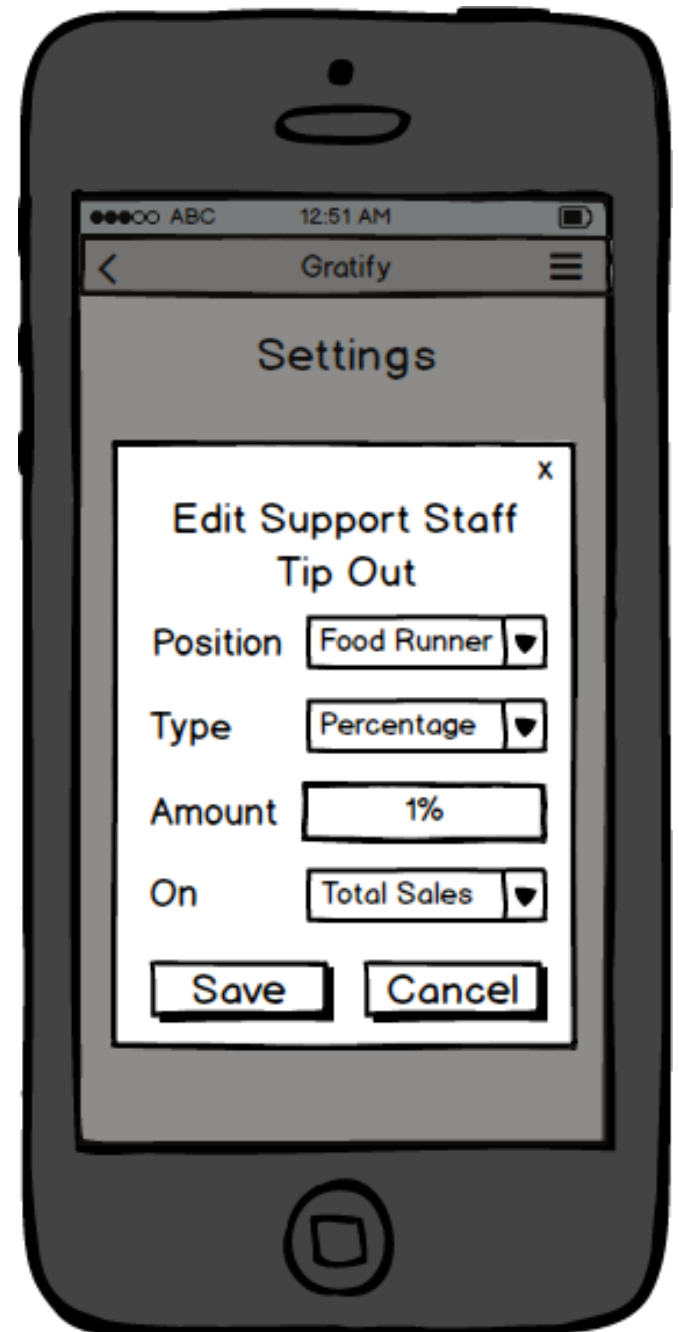 ABC 12:51 AM
Gratify
Settings
x
Edit Support Staff
Tip Out
Position Food Runner
Type Percentage
Amount 1%
On Total Sales
Save Cancel